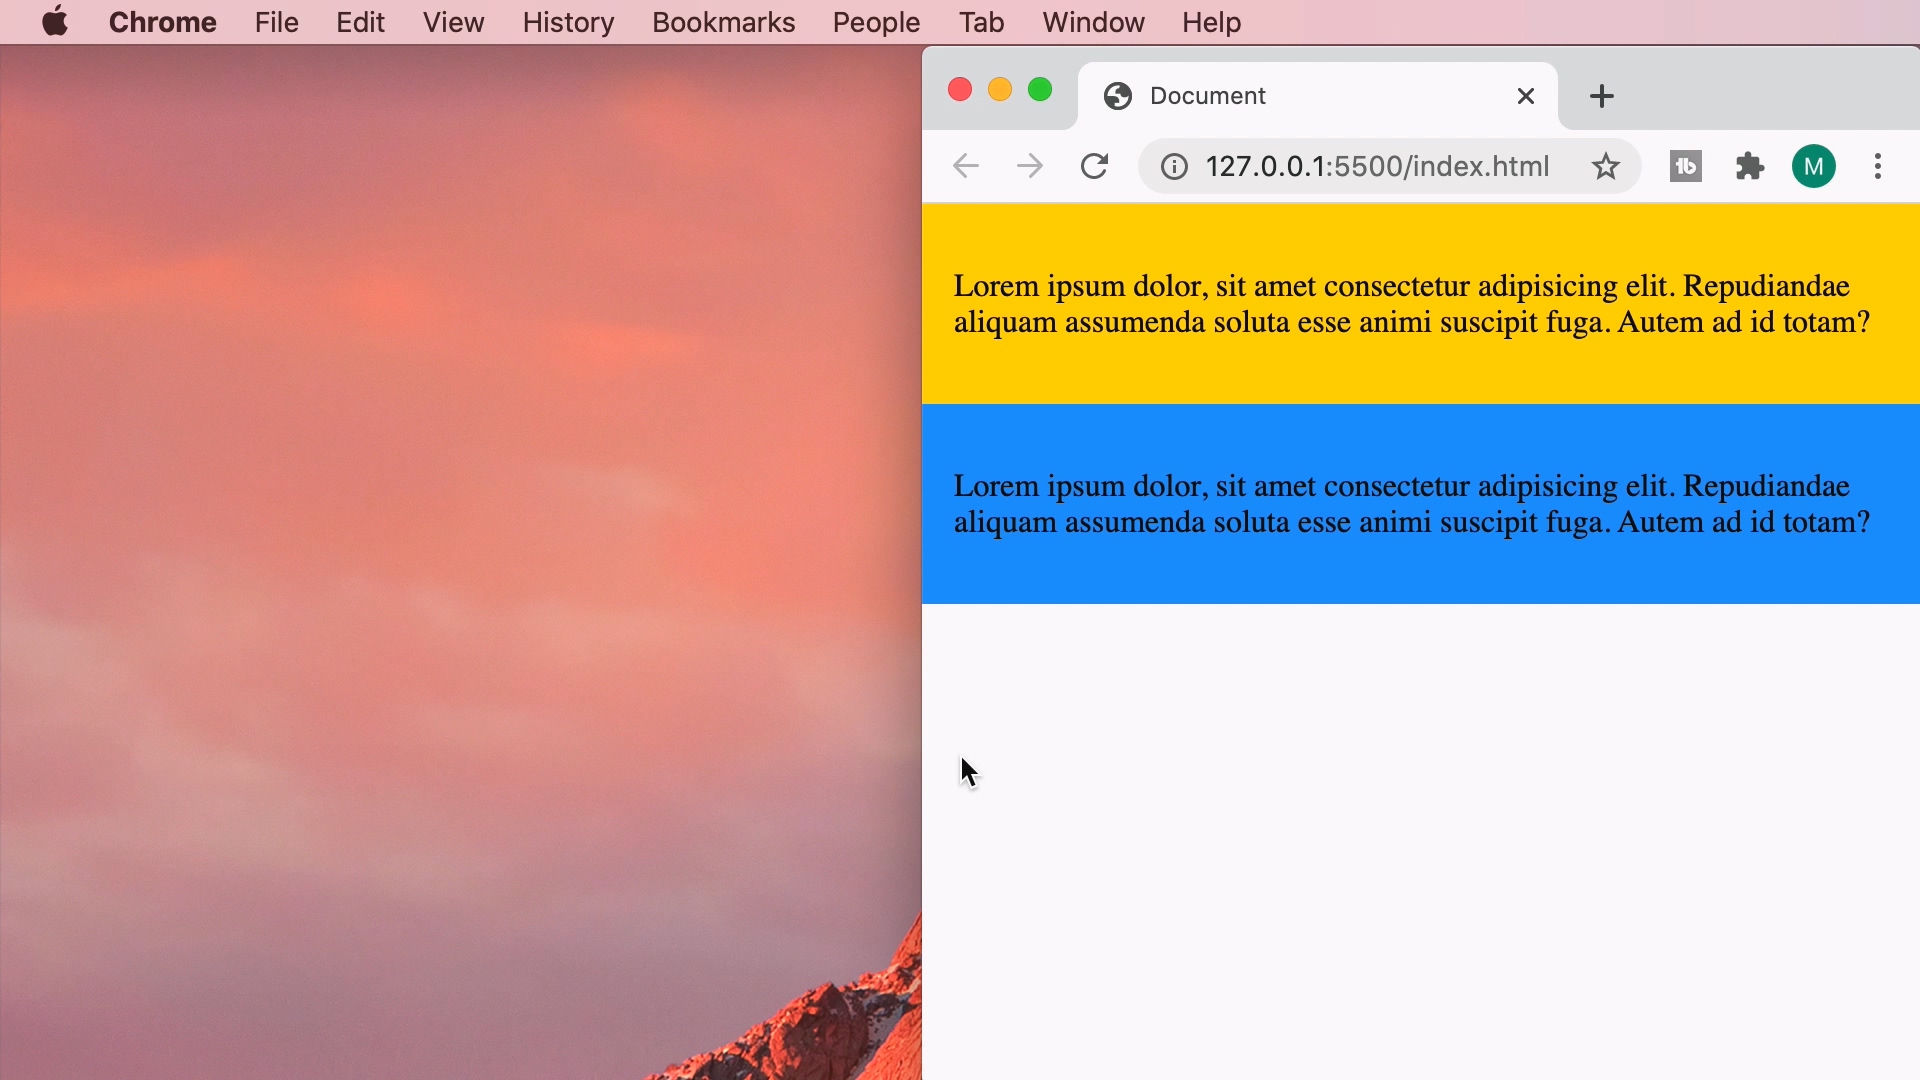 Chrome File Edit View History Bookmarks People Tab Window Help
Document
127.0.0.1:5500/index.html
tb
M
Lorem ipsum dolor, sit amet consectetur adipisicing elit. Repudiandae
aliquam assumenda soluta esse animi suscipit fuga. Autem ad id totam?
Lorem ipsum dolor, sit amet consectetur adipisicing elit. Repudiandae
aliquam assumenda soluta esse animi suscipit fuga. Autem ad id totam?